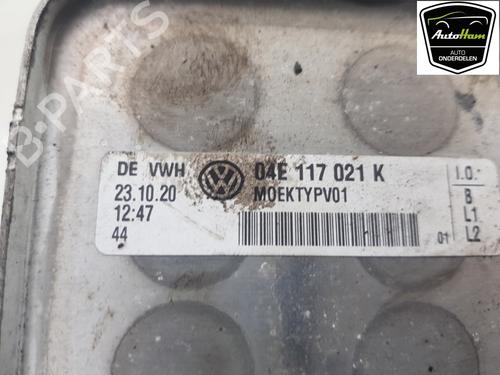 AutoHam
AUTO
ONDERDELEN
B-PARTS
DE VWH 04E 117 021 K I.O.-
23.10.20 MOEKTYPV01 B
12:47 L1
44 01 L2